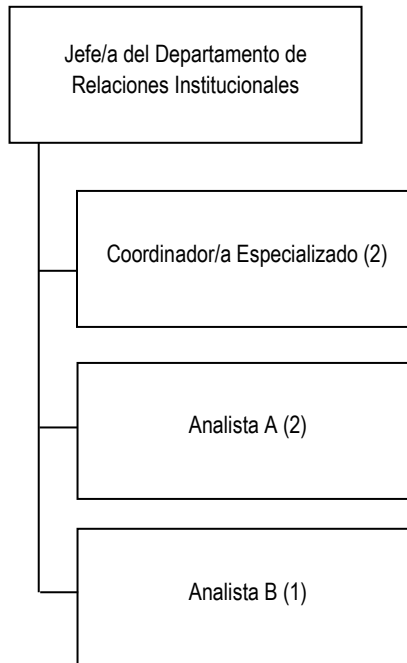 Jefe/a del Departamento de
Relaciones Institucionales
Coordinador/a Especializado (2)
Analista A (2)
Analista B (1)